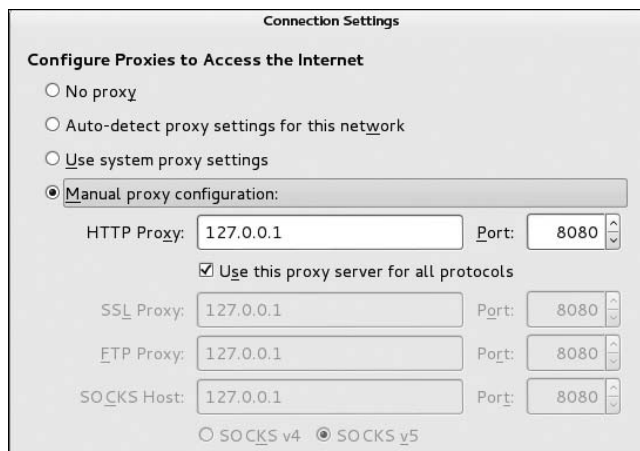 Connection Settings
Configure Proxies to Access the Internet
No proxy
Auto-detect proxy settings for this network
Use system proxy settings
Manual proxy configuration:
HTTP Proxy: 127.0.0.1 Port: 8080
Use this proxy server for all protocols
SSL Proxy: 127.0.0.1 Port: 8080
FTP Proxy: 127.0.0.1 Port: 8080
SOCKS Host: 127.0.0.1 Port: 8080
SOCKS v4 SOCKS v5